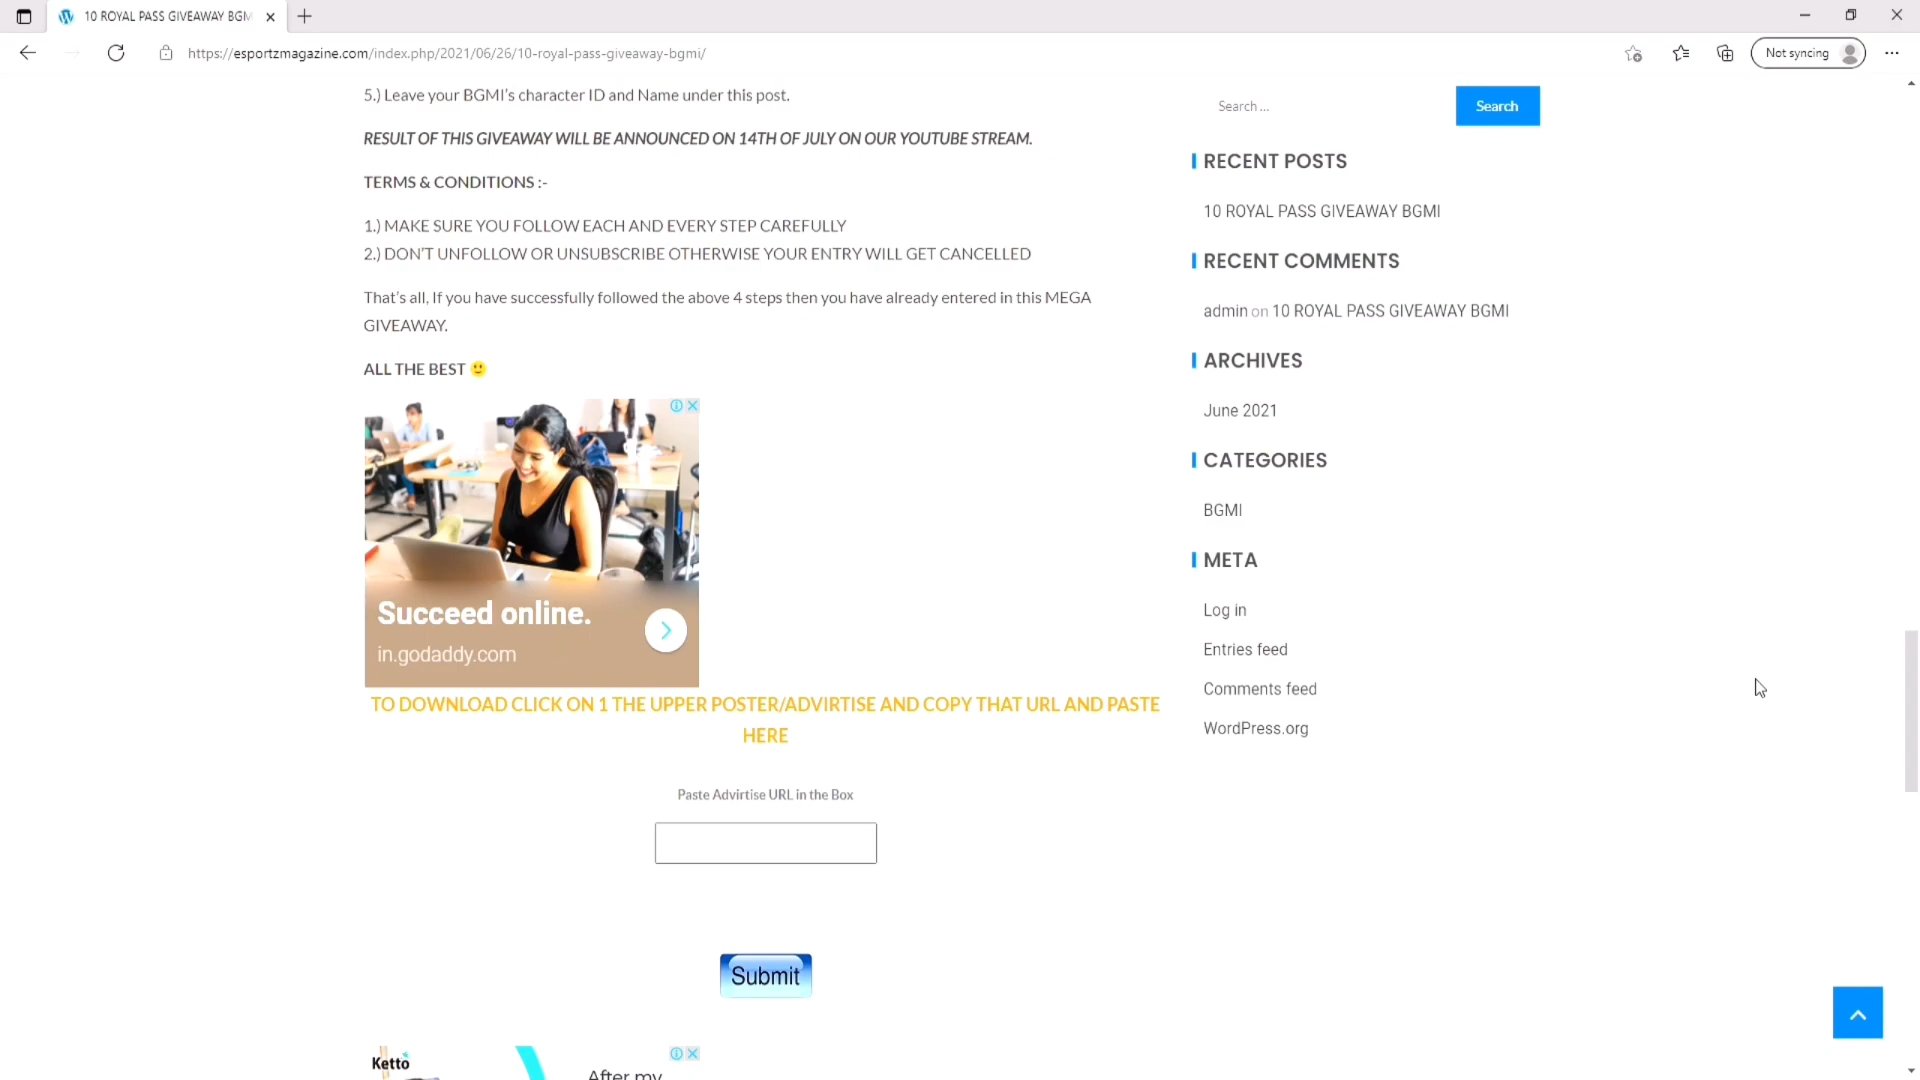 10 ROYAL PASS GIVEAWAY BGM
https://esportzmagazine.com/index.php/2021/06/26/10-royal-pass-giveaway-bgmi/
Not syncing
5.) Leave your BGMI's character ID and Name under this post.
RESULT OF THIS GIVEAWAY WILL BE ANNOUNCED ON 14TH OF JULY ON OUR YOUTUBE STREAM.
TERMS & CONDITIONS :-
1.) MAKE SURE YOU FOLLOW EACH AND EVERY STEP CAREFULLY
2.) DON'T UNFOLLOW OR UNSUBSCRIBE OTHERWISE YOUR ENTRY WILL GET CANCELLED
That's all, If you have successfully followed the above 4 steps then you have already entered in this MEGA
GIVEAWAY.
ALL THE BEST 🙂
Succeed online.
in.godaddy.com
TO DOWNLOAD CLICK ON 1 THE UPPER POSTER/ADVIRTISE AND COPY THAT URL AND PASTE
HERE
Paste Advirtise URL in the Box
Submit
Ketto
After my
Search ...
Search
RECENT POSTS
10 ROYAL PASS GIVEAWAY BGMI
RECENT COMMENTS
admin on 10 ROYAL PASS GIVEAWAY BGMI
ARCHIVES
June 2021
CATEGORIES
BGMI
META
Log in
Entries feed
Comments feed
WordPress.org